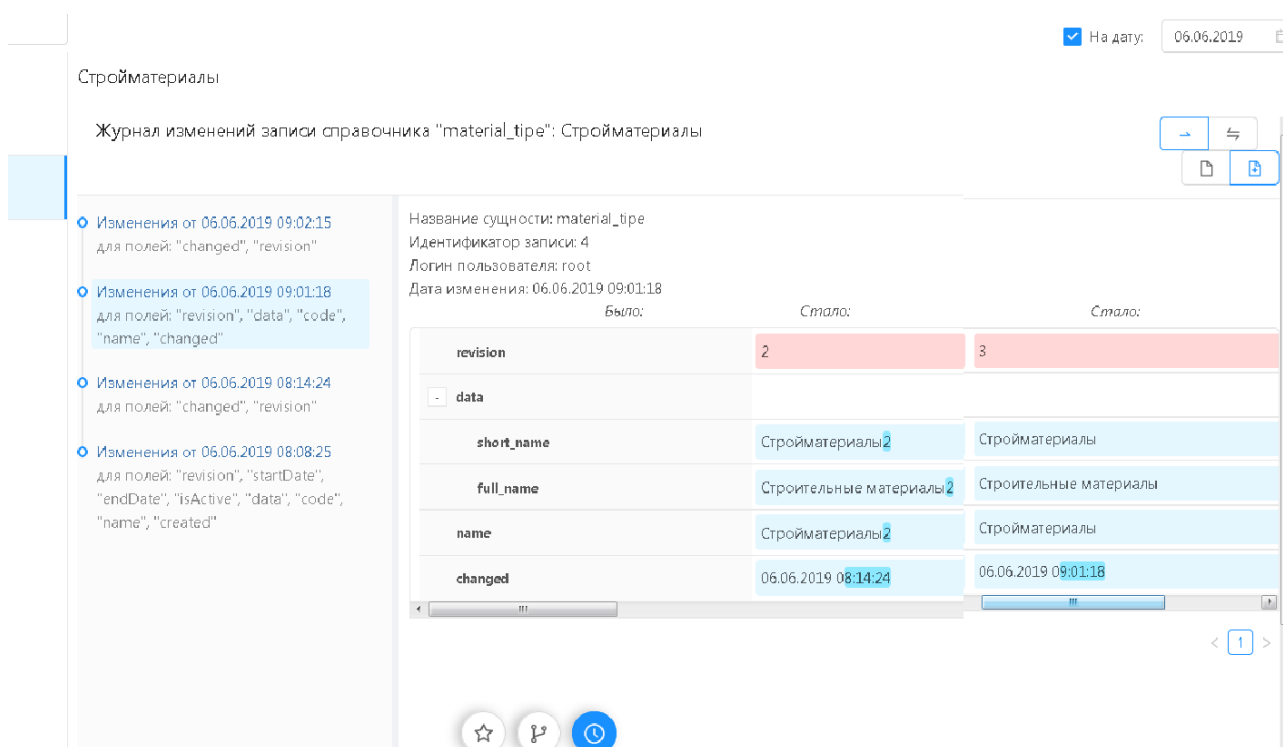 На дату: 06.06.2019
Стройматериалы
Журнал изменений записи справочника "material_tipe": Стройматериалы
Изменения от 06.06.2019 09:02:15
для полей: "changed", "revision"
Изменения от 06.06.2019 09:01:18
для полей: "revision", "data", "code",
"name", "changed"
Изменения от 06.06.2019 08:14:24
для полей: "changed", "revision"
Изменения от 06.06.2019 08:08:25
для полей: "revision", "startDate",
"endDate", "isActive", "data", "code",
"name", "created"
Название сущности: material_tipe
Идентификатор записи: 4
Логин пользователя: root
Дата изменения: 06.06.2019 09:01:18
Было: Стало: Стало:
revision 2 3
- data
short_name Стройматериалы2 Стройматериалы
full_name Строительные материалы2 Строительные материалы
name Стройматериалы2 Стройматериалы
changed 06.06.2019 08:14:24 06.06.2019 09:01:18
< 1 >